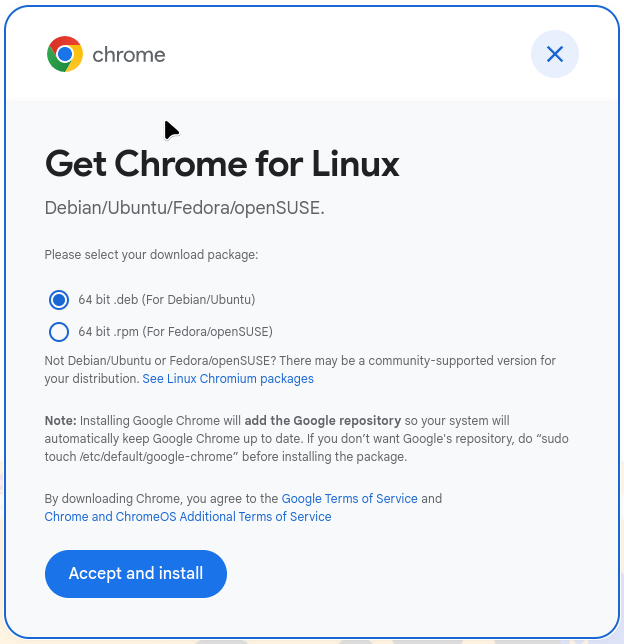 chrome
Get Chrome for Linux
Debian/Ubuntu/Fedora/openSUSE.
Please select your download package:
64 bit .deb (For Debian/Ubuntu)
64 bit .rpm (For Fedora/openSUSE)
Not Debian/Ubuntu or Fedora/openSUSE? There may be a community-supported version for
your distribution. See Linux Chromium packages
Note: Installing Google Chrome will add the Google repository so your system will
automatically keep Google Chrome up to date. If you don’t want Google's repository, do “sudo
touch /etc/default/google-chrome” before installing the package.
By downloading Chrome, you agree to the Google Terms of Service and
Chrome and ChromeOS Additional Terms of Service
Accept and install